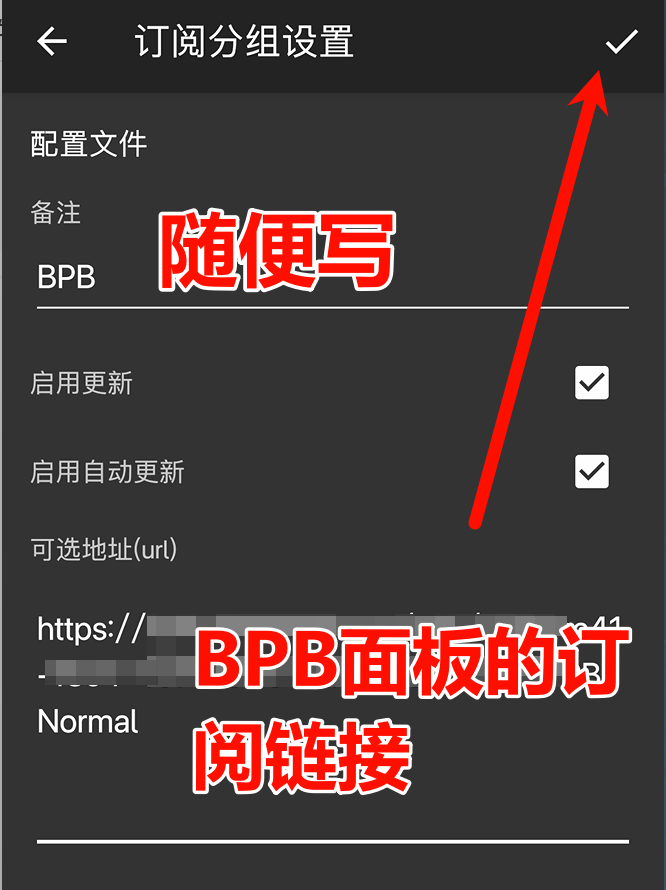 订阅分组设置
配置文件
备注
随便写
BPB
启用更新
启用自动更新
可选地址(url)
https://
BPB面板的订
Normal
阅链接